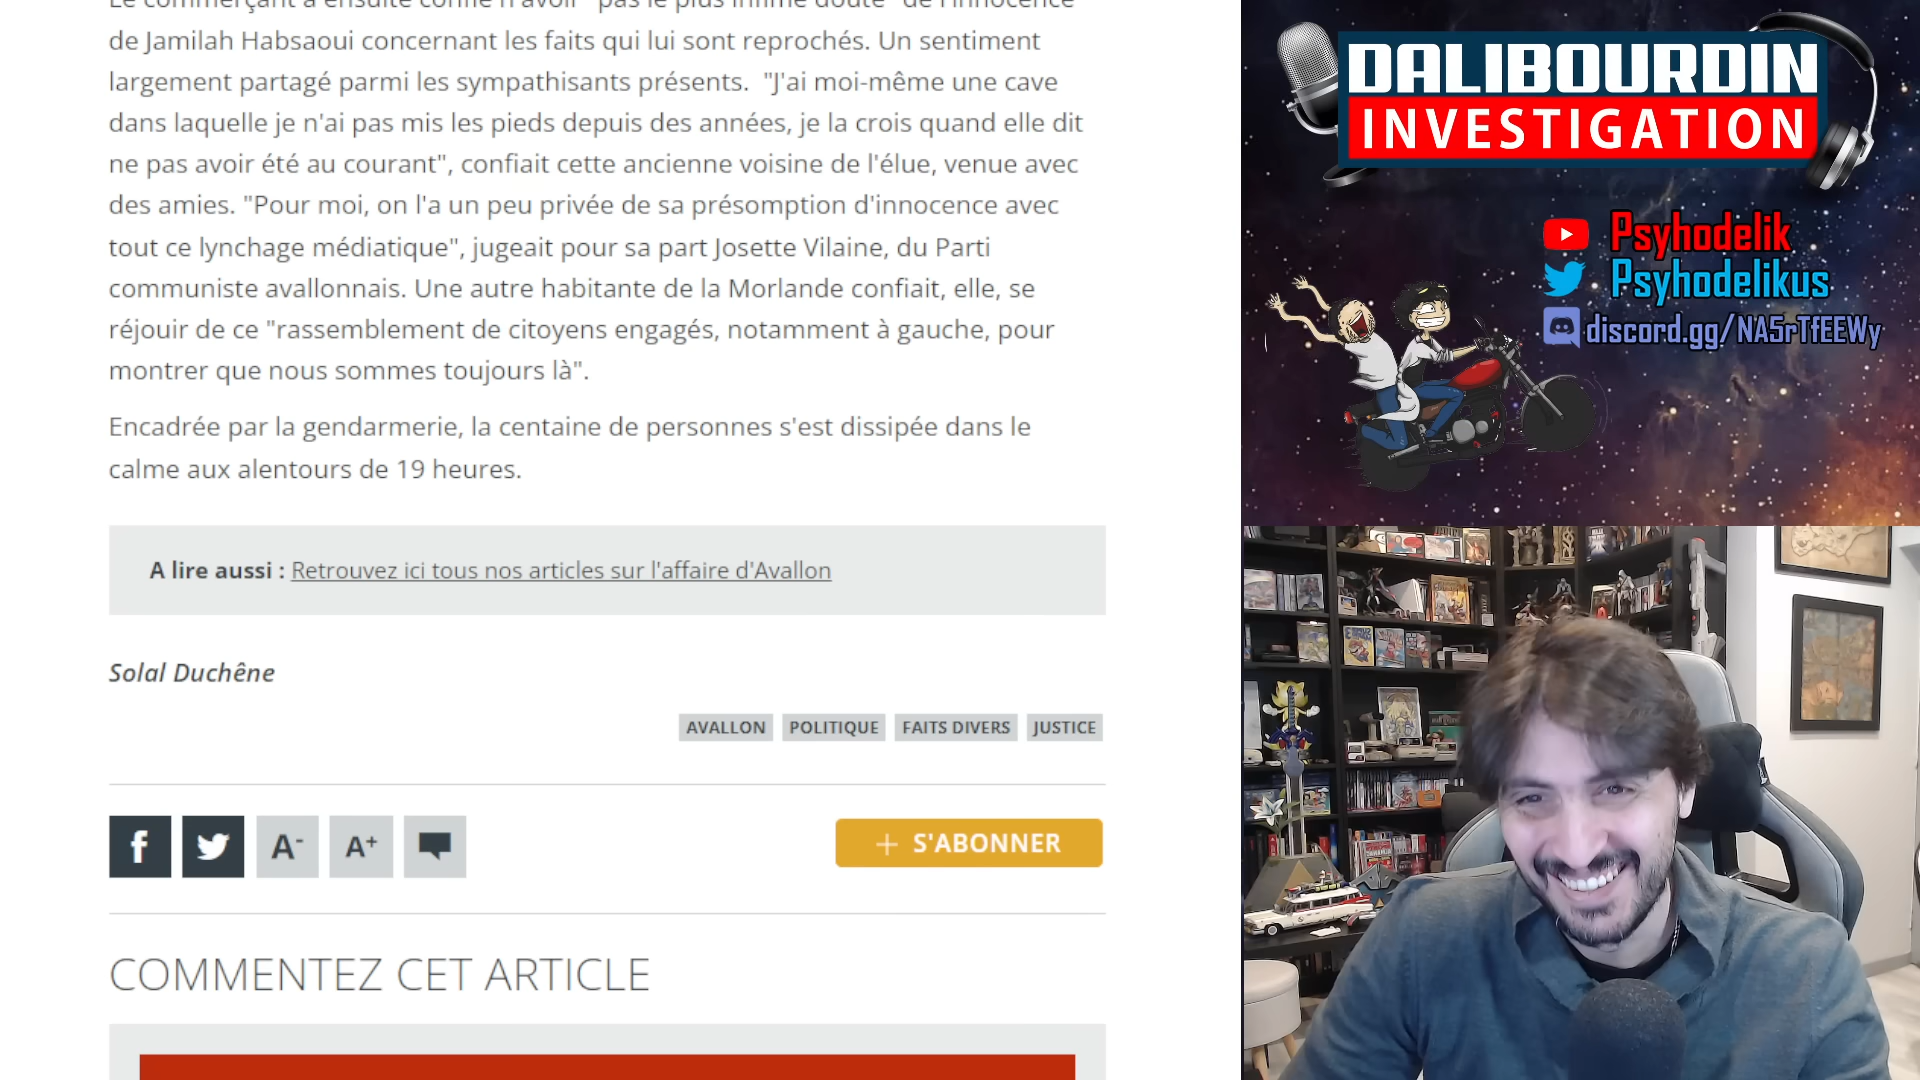 Le commerçant a ensuite confié n'avoir "pas le plus infime doute" de l'innocence
de Jamilah Habsaoui concernant les faits qui lui sont reprochés. Un sentiment
largement partagé parmi les sympathisants présents.  "J'ai moi-même une cave
dans laquelle je n'ai pas mis les pieds depuis des années, je la crois quand elle dit
ne pas avoir été au courant", confiait cette ancienne voisine de l'élue, venue avec
des amies. "Pour moi, on l'a un peu privée de sa présomption d'innocence avec
tout ce lynchage médiatique", jugeait pour sa part Josette Vilaine, du Parti
communiste avallonnais. Une autre habitante de la Morlande confiait, elle, se
réjouir de ce "rassemblement de citoyens engagés, notamment à gauche, pour
montrer que nous sommes toujours là".
Encadrée par la gendarmerie, la centaine de personnes s'est dissipée dans le
calme aux alentours de 19 heures.
A lire aussi : Retrouvez ici tous nos articles sur l'affaire d'Avallon
Solal Duchêne
AVALLON POLITIQUE FAITS DIVERS JUSTICE
A- A+ + S'ABONNER
COMMENTEZ CET ARTICLE
DALIBOURDIN
INVESTIGATION
Psyhodelik
Psyhodelikus
discord.gg/NA5rTfEEWy